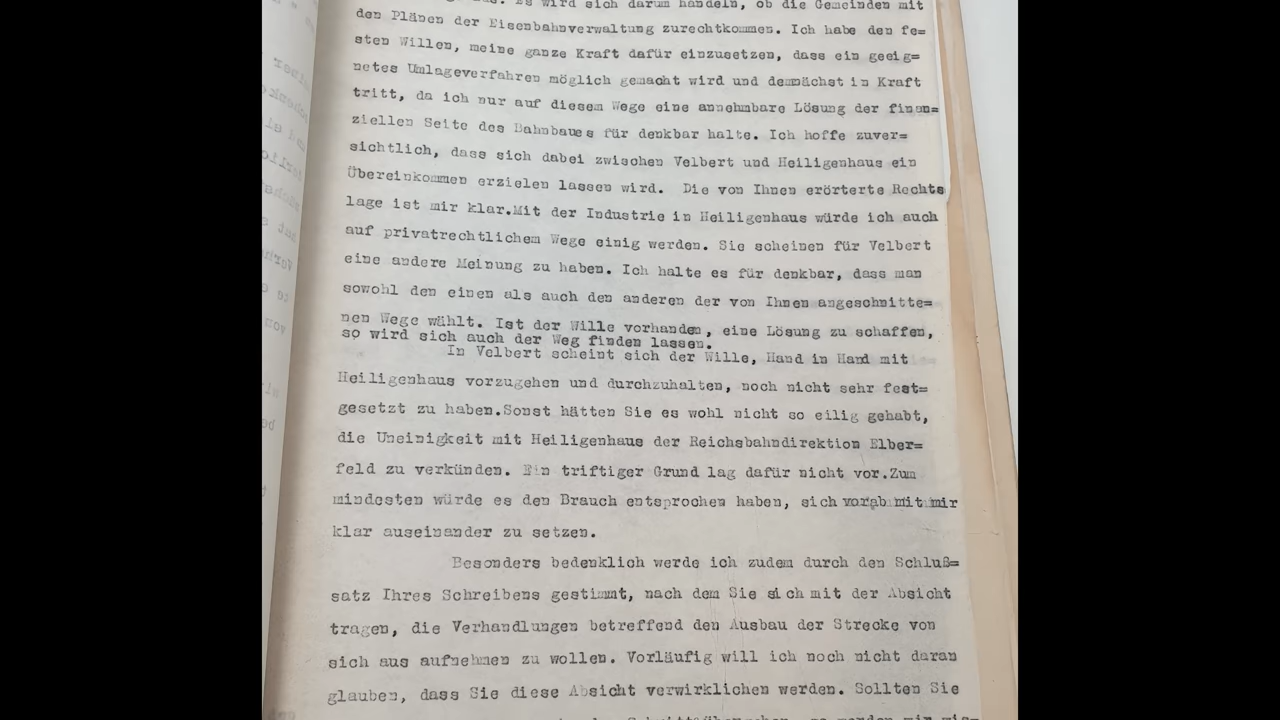 Es wird sich darum handeln, ob die Gemeinden mit
den Plänen der Eisenbahnverwaltung zurechtkommen. Ich habe den fe=
sten Willen, meine ganze Kraft dafür einzusetzen, dass ein geeig=
netes Umlageverfahren möglich gemacht wird und demnächst in Kraft
tritt, da ich nur auf diesem Wege eine annehmbare Lösung der finan=
ziellen Seite des Bahnbaues für denkbar halte. Ich hoffe zuver=
sichtlich, dass sich dabei zwischen Velbert und Heiligenhaus ein
Übereinkommen erzielen lassen wird. Die von Ihnen erörterte Rechts
lage ist mir klar.Mit der Industrie in Heiligenhaus würde ich auch
auf privatrechtlichem Wege einig werden. Sie scheinen für Velbert
eine andere Meinung zu haben. Ich halte es für denkbar, dass man
sowohl den einen als auch den anderen der von Ihnen angeschnitte=
nen Wege wählt. Ist der Wille vorhanden, eine Lösung zu schaffen,
so wird sich auch der Weg finden lassen.
In Velbert scheint sich der Wille, Hand in Hand mit
Heiligenhaus vorzugehen und durchzuhalten, noch nicht sehr fest=
gesetzt zu haben.Sonst hätten Sie es wohl nicht so eilig gehabt,
die Uneinigkeit mit Heiligenhaus der Reichsbahndirektion Elber=
feld zu verkünden. Ein triftiger Grund lag dafür nicht vor.Zum
mindesten würde es den Brauch entsprochen haben, sich vorab mit mir
klar auseinander zu setzen.
Besonders bedenklich werde ich zudem durch den Schluß=
satz Ihres Schreibens gestimmt, nach dem Sie sich mit der Absicht
tragen, die Verhandlungen betreffend den Ausbau der Strecke von
sich aus aufnehmen zu wollen. Vorläufig will ich noch nicht daran
glauben, dass Sie diese Absicht verwirklichen werden. Sollten Sie